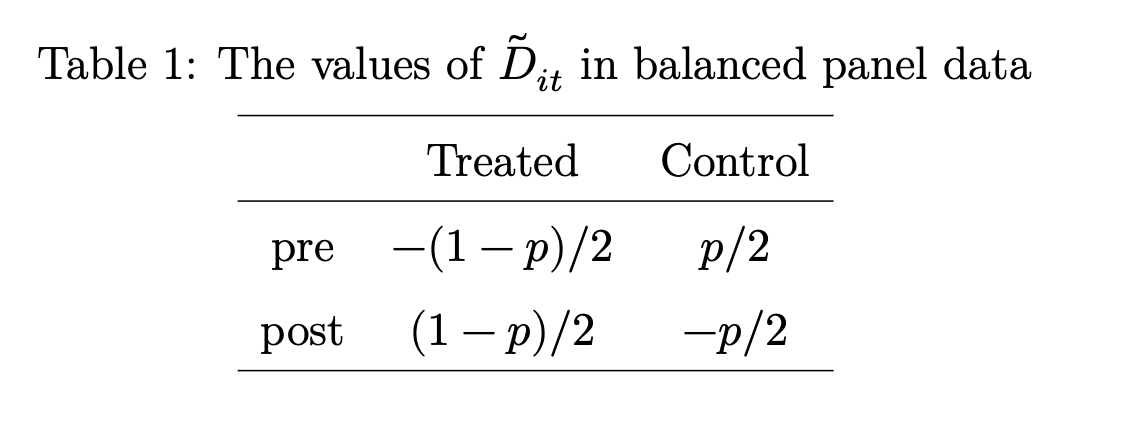 Table 1: The values of D̃ᵢₜ in balanced panel data
Treated Control
pre −(1 − p)/2 p/2
post (1 − p)/2 −p/2